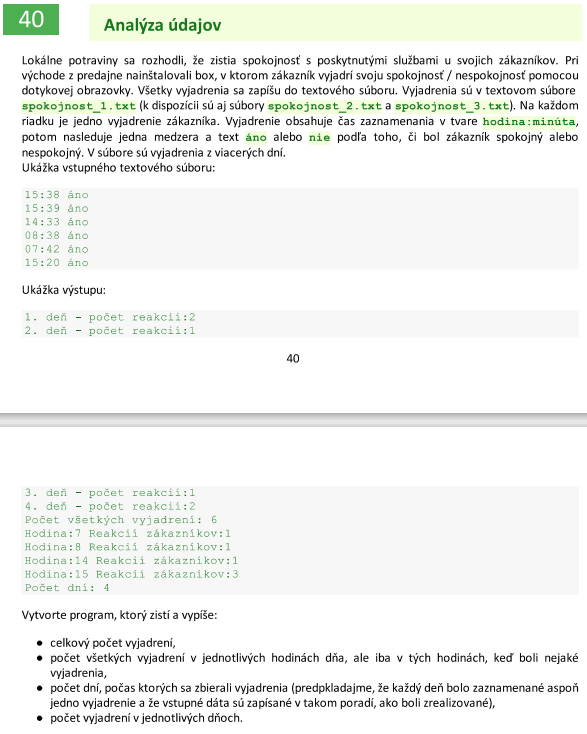 40
Analýza údajov
Lokálne potraviny sa rozhodli, že zistia spokojnosť s poskytnutými službami u svojich zákazníkov. Pri
východe z predajne nainštalovali box, v ktorom zákazník vyjadrí svoju spokojnosť / nespokojnosť pomocou
dotykovej obrazovky. Všetky vyjadrenia sa zapíšu do textového súboru. Vyjadrenia sú v textovom súbore
spokojnost_1.txt (k dispozícii sú aj súbory spokojnost_2.txt a spokojnost_3.txt). Na každom
riadku je jedno vyjadrenie zákazníka. Vyjadrenie obsahuje čas zaznamenania v tvare hodina:minúta,
potom nasleduje jedna medzera a text áno alebo nie podľa toho, či bol zákazník spokojný alebo
nespokojný. V súbore sú vyjadrenia z viacerých dní.
Ukážka vstupného textového súboru:
15:38 áno
15:39 áno
14:33 áno
08:38 áno
07:42 áno
15:20 áno
Ukážka výstupu:
1. deň - počet reakcií:2
2. deň - počet reakcií:1
40
3. deň - počet reakcií:1
4. deň - počet reakcií:2
Počet všetkých vyjadrení: 6
Hodina:7 Reakcií zákazníkov:1
Hodina:8 Reakcií zákazníkov:1
Hodina:14 Reakcií zákazníkov:1
Hodina:15 Reakcií zákazníkov:3
Počet dní: 4
Vytvorte program, ktorý zistí a vypíše:
● celkový počet vyjadrení,
● počet všetkých vyjadrení v jednotlivých hodinách dňa, ale iba v tých hodinách, keď boli nejaké
vyjadrenia,
● počet dní, počas ktorých sa zbierali vyjadrenia (predpkladajme, že každý deň bolo zaznamenané aspoň
jedno vyjadrenie a že vstupné dáta sú zapísané v takom poradí, ako boli zrealizované),
● počet vyjadrení v jednotlivých dňoch.